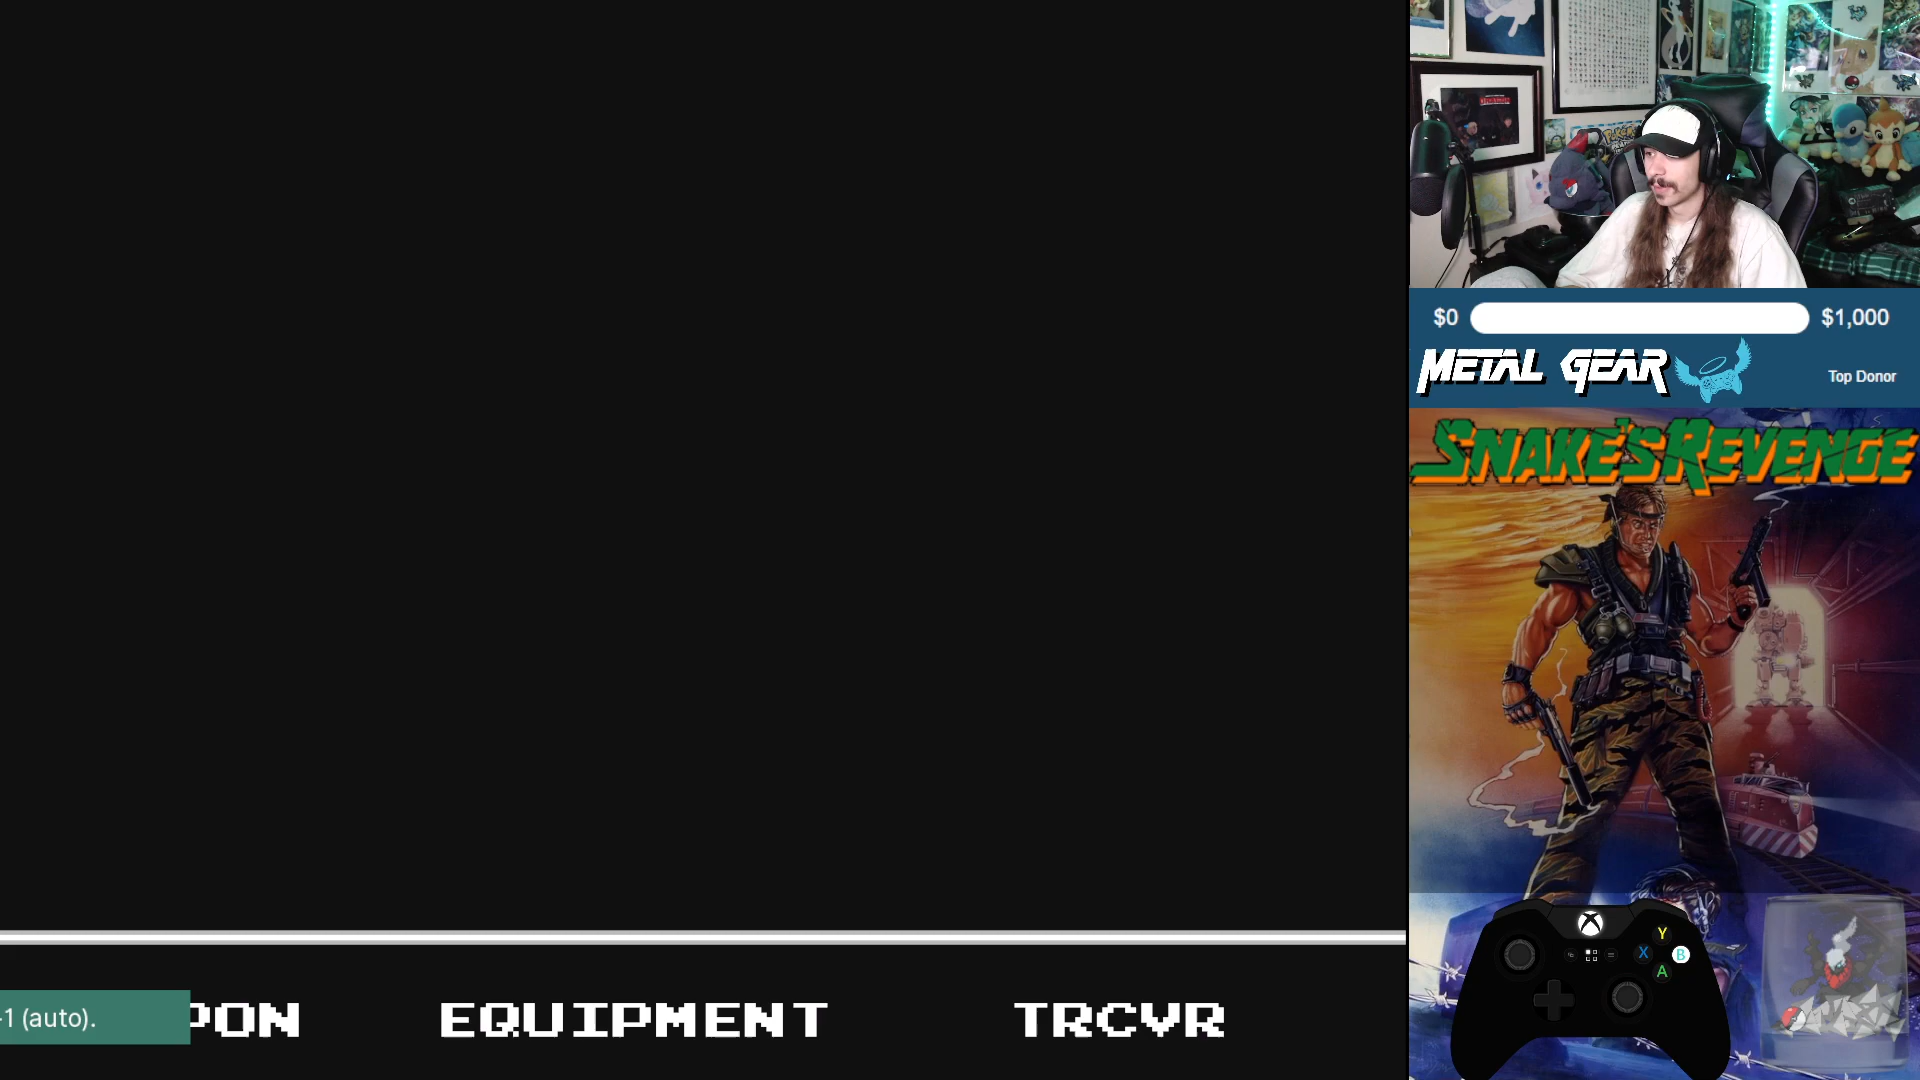 $0 $1,000
METAL GEAR
Top Donor
SNAKE'S REVENGE
Y
X B
A
-1 (auto).
PON EQUIPMENT TRCVR